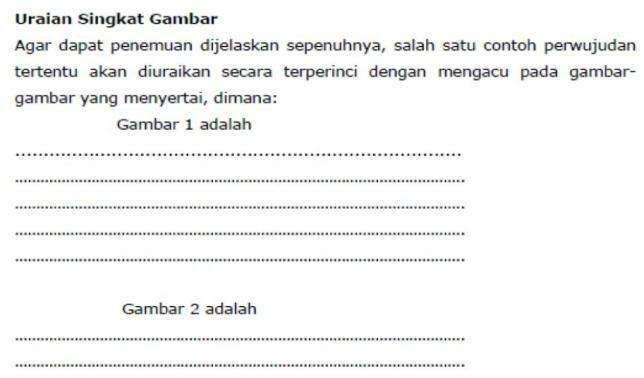 Uraian Singkat Gambar
Agar dapat penemuan dijelaskan sepenuhnya, salah satu contoh perwujudan
tertentu akan diuraikan secara terperinci dengan mengacu pada gambar-
gambar yang menyertai, dimana:
Gambar 1 adalah
................................................................................
................................................................................
................................................................................
................................................................................
................................................................................
Gambar 2 adalah
................................................................................
................................................................................